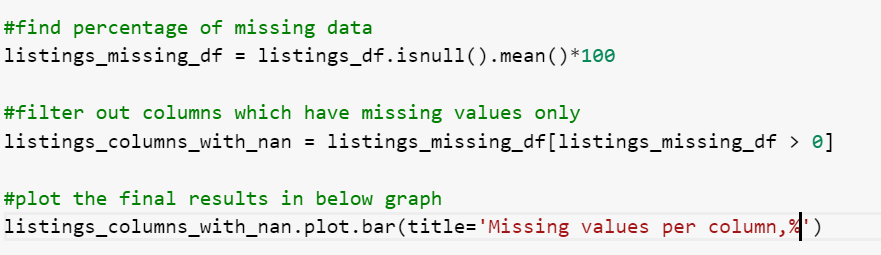 #find percentage of missing data
listings_missing_df = listings_df.isnull().mean()*100
#filter out columns which have missing values only
listings_columns_with_nan = listings_missing_df[listings_missing_df > 0]
#plot the final results in below graph
listings_columns_with_nan.plot.bar(title='Missing values per column,%')